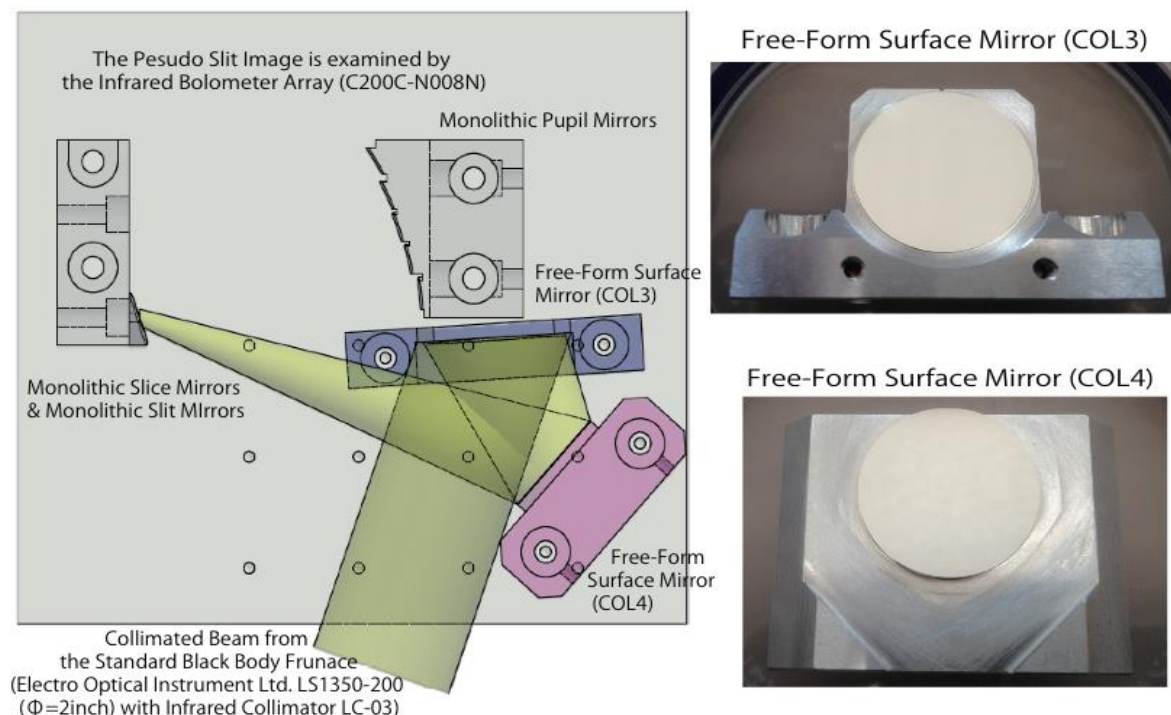 The Pesudo Slit Image is examined by
the Infrared Bolometer Array (C200C-N008N)
Monolithic Pupil Mirrors
Free-Form Surface
Mirror (COL3)
Monolithic Slice Mirrors
& Monolithic Slit MIrrors
Free-Form
Surface Mirror
(COL4)
Collimated Beam from
the Standard Black Body Frunace
(Electro Optical Instrument Ltd. LS1350-200
(Φ=2inch) with Infrared Collimator LC-03)
Free-Form Surface Mirror (COL3)
Free-Form Surface Mirror (COL4)